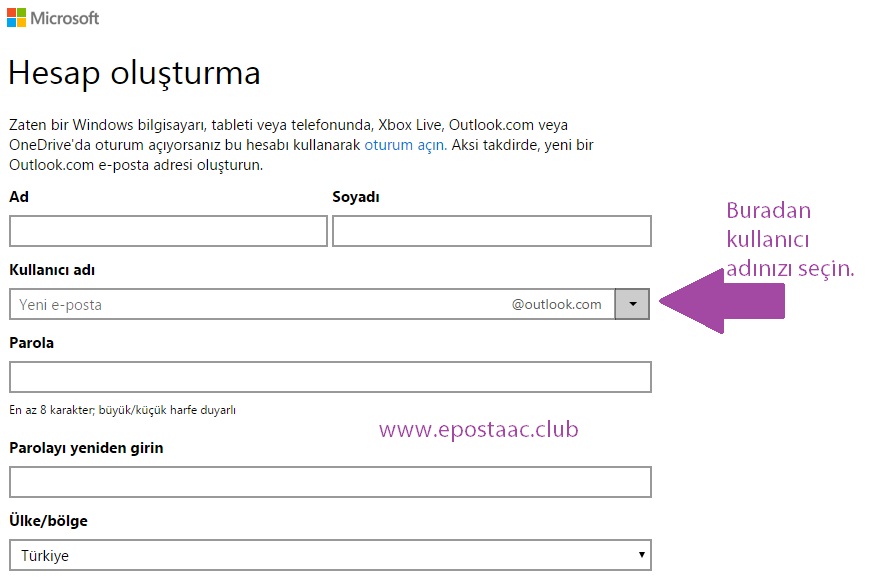 Microsoft
Hesap oluşturma
Zaten bir Windows bilgisayarı, tableti veya telefonunda, Xbox Live, Outlook.com veya
OneDrive'da oturum açıyorsanız bu hesabı kullanarak oturum açın. Aksi takdirde, yeni bir
Outlook.com e-posta adresi oluşturun.
Ad
Soyadı
Kullanıcı adı
Yeni e-posta
@outlook.com
Buradan
kullanıcı
adınızı seçin.
Parola
En az 8 karakter; büyük/küçük harfe duyarlı
www.epostaac.club
Parolayı yeniden girin
Ülke/bölge
Türkiye